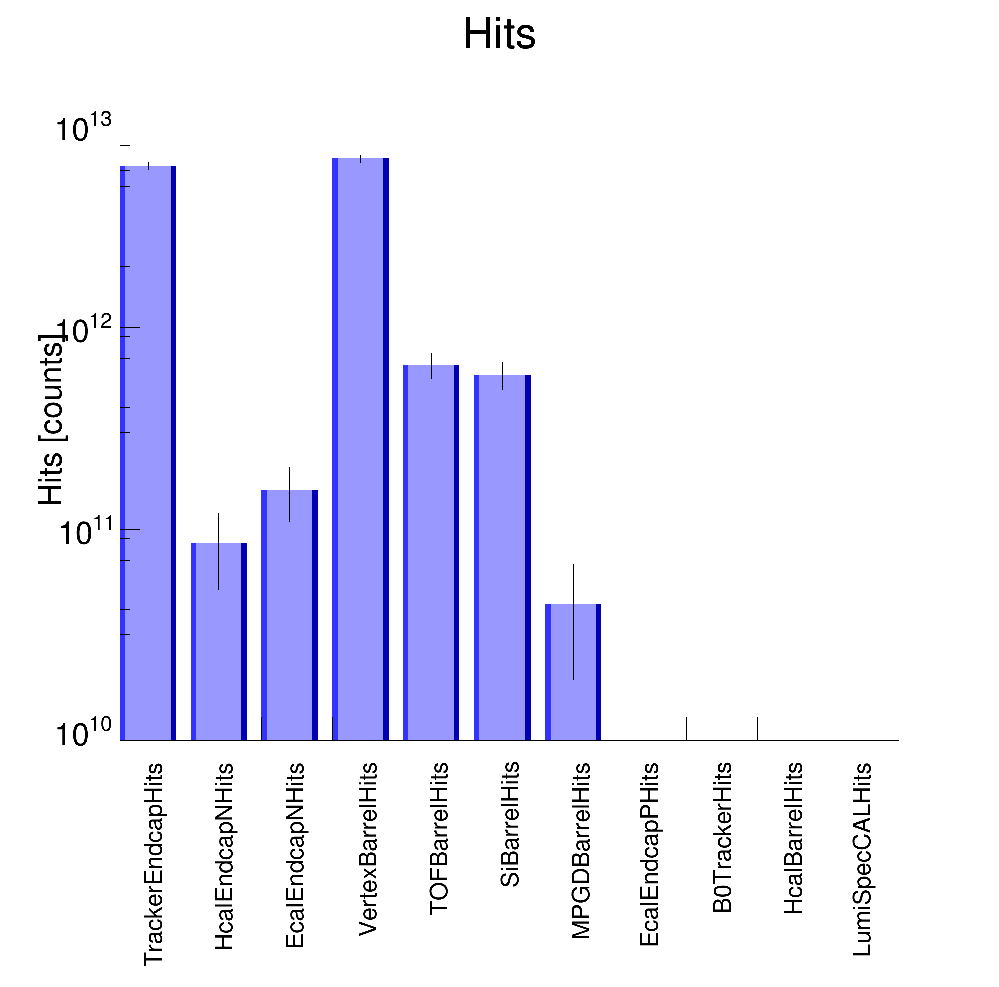 Hits
10^13
10^12
10^11
10^10
Hits [counts]
TrackerEndcapHits
HcalEndcapNHits
EcalEndcapNHits
VertexBarrelHits
TOFBarrelHits
SiBarrelHits
MPGDBarrelHits
EcalEndcapPHits
B0TrackerHits
HcalBarrelHits
LumiSpecCALHits